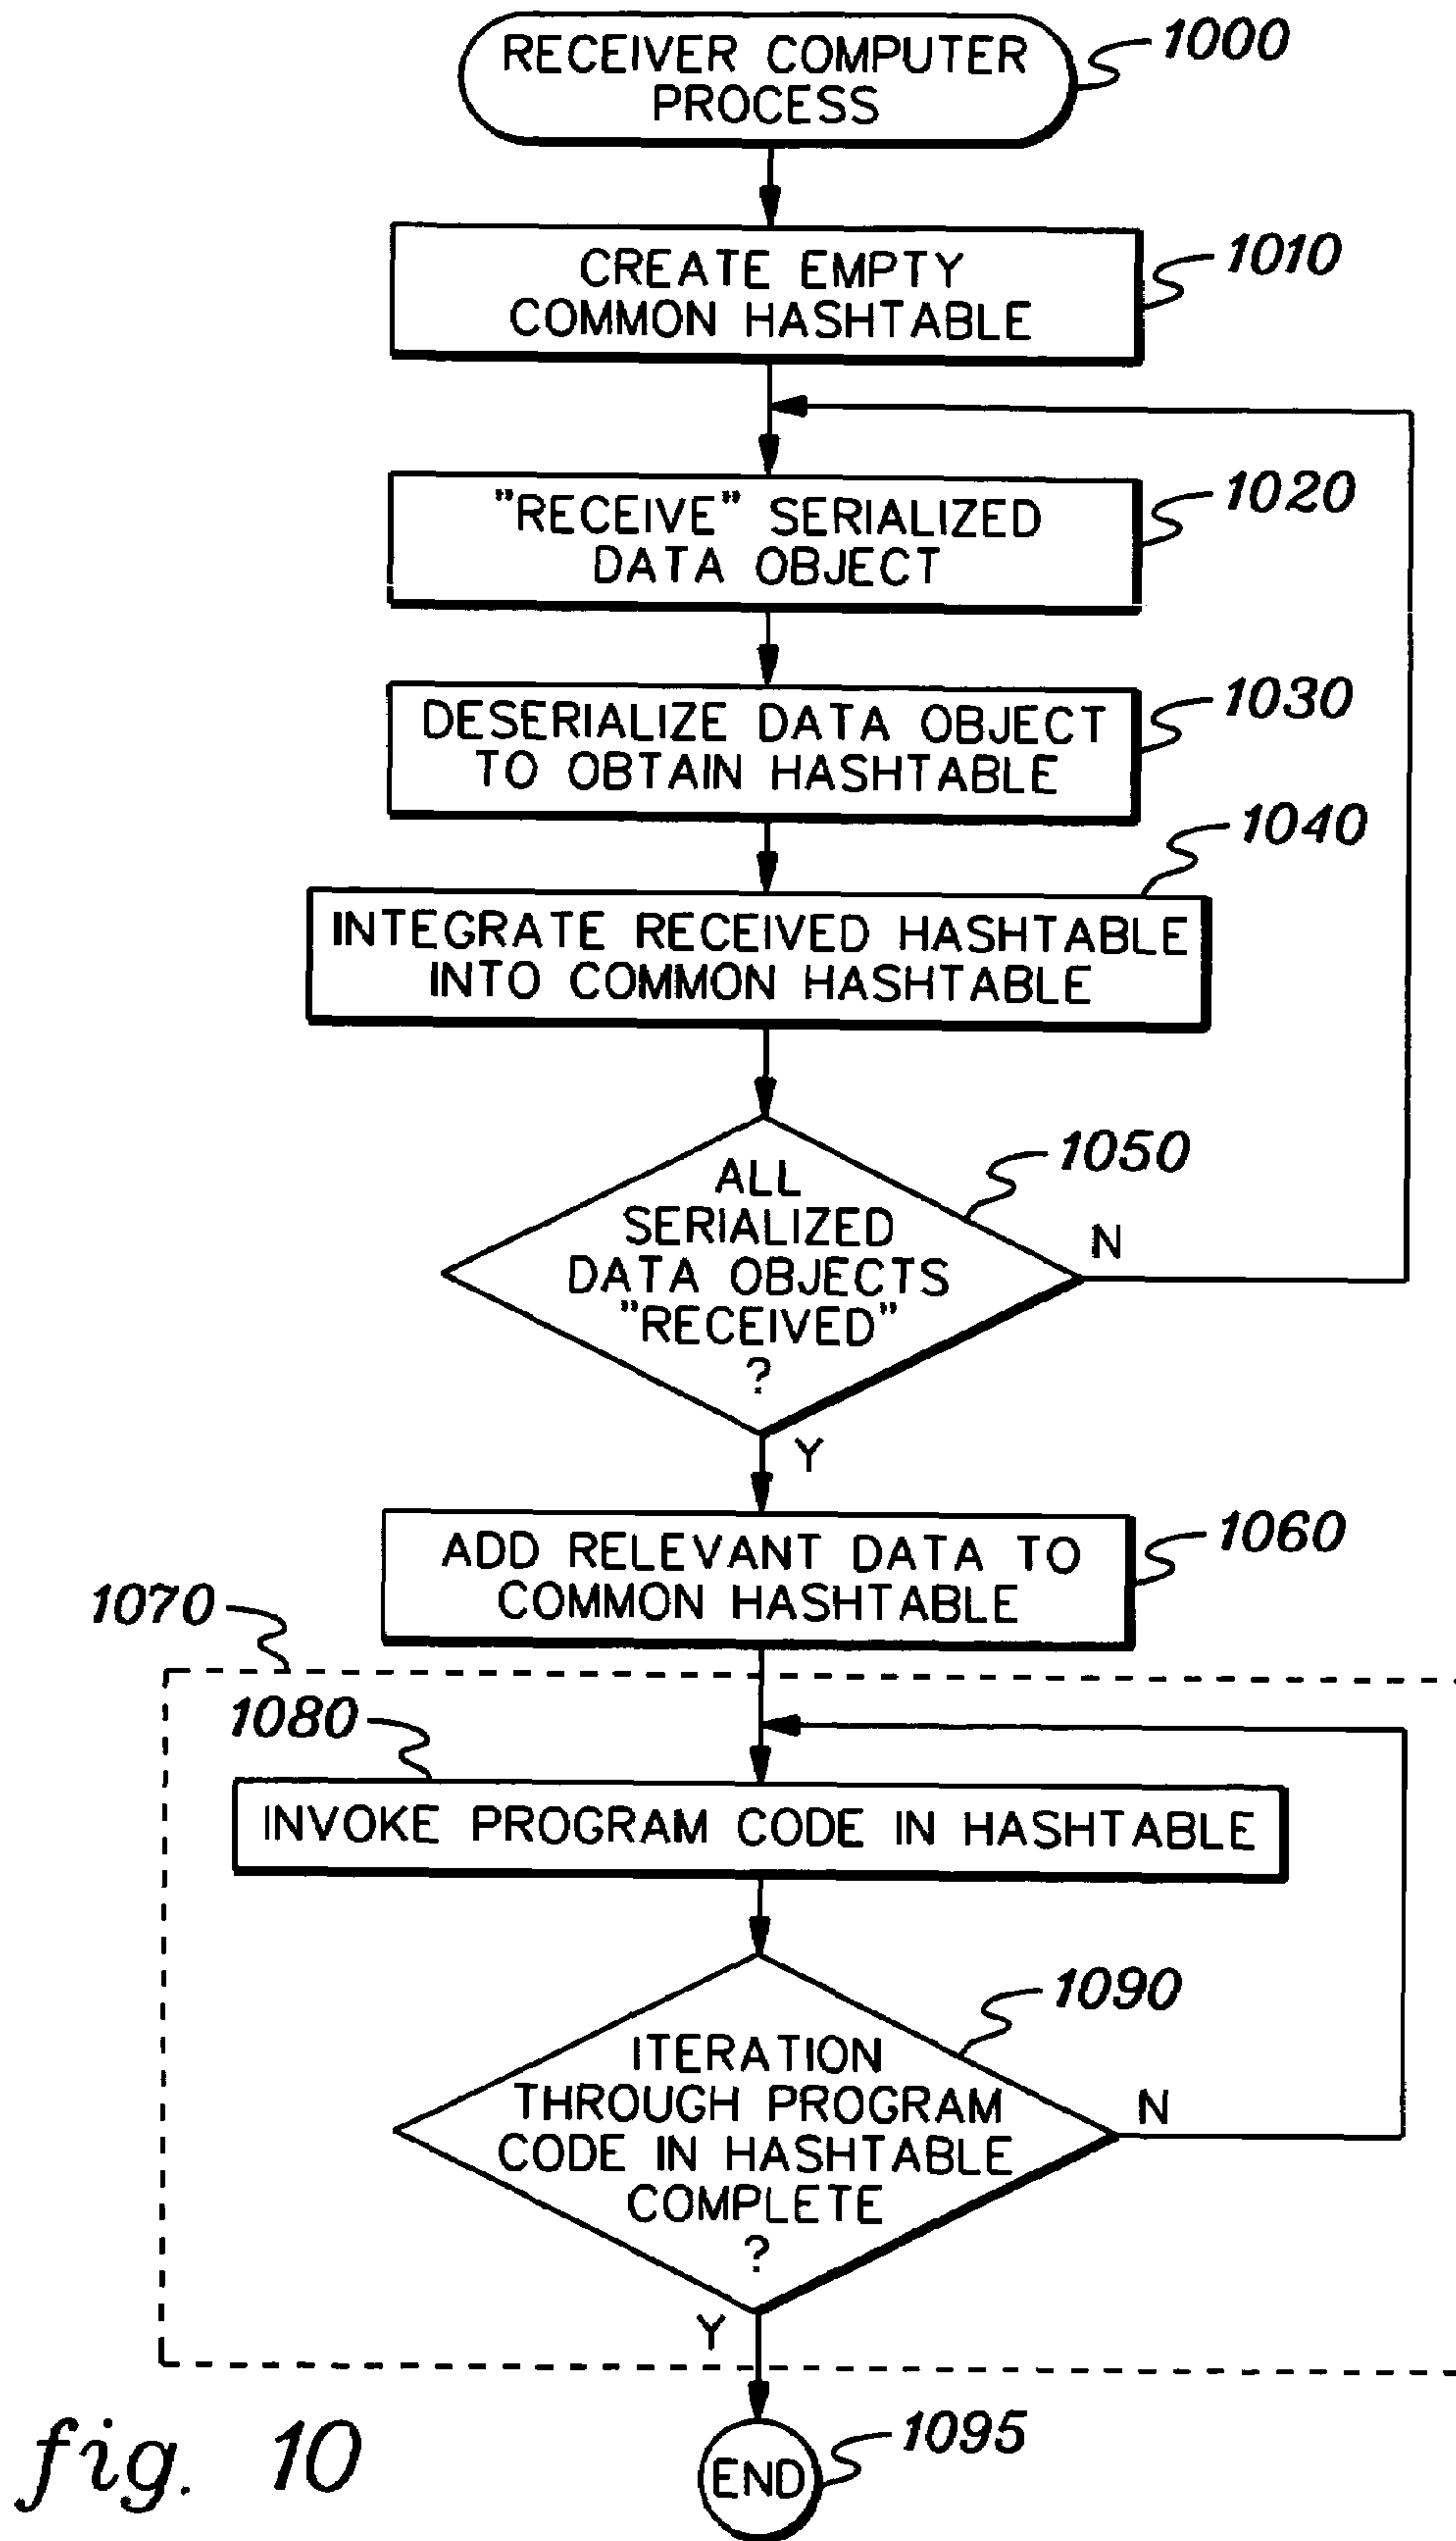 RECEIVER COMPUTER
PROCESS
1000
CREATE EMPTY
COMMON HASHTABLE
1010
"RECEIVE" SERIALIZED
DATA OBJECT
1020
DESERIALIZE DATA OBJECT
TO OBTAIN HASHTABLE
1030
1040
INTEGRATE RECEIVED HASHTABLE
INTO COMMON HASHTABLE
1050
ALL
SERIALIZED
DATA OBJECTS
"RECEIVED"
?
N
Y
ADD RELEVANT DATA TO
COMMON HASHTABLE
1060
1070
1080
INVOKE PROGRAM CODE IN HASHTABLE
1090
ITERATION
THROUGH PROGRAM
CODE IN HASHTABLE
COMPLETE
?
N
Y
END
1095
fig. 10